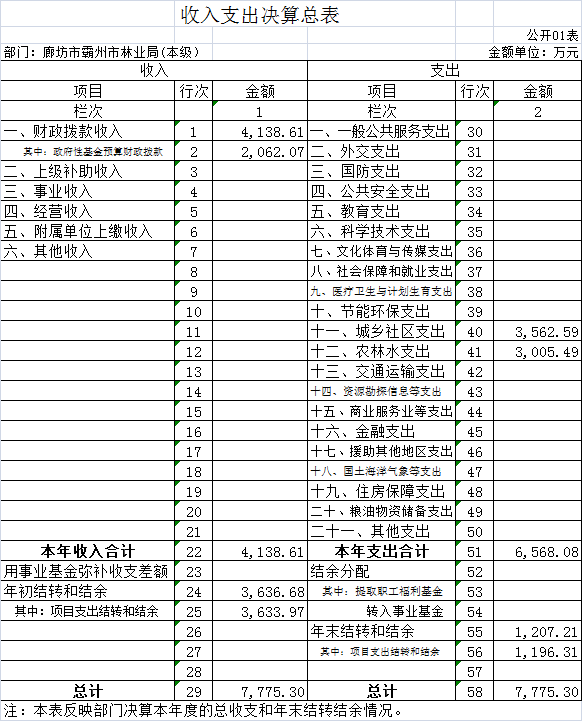 收入支出决算总表
公开01表
部门：廊坊市霸州市林业局(本级） 金额单位：万元
收入 支出
项目 行次 金额 项目 行次 金额
栏次 1 栏次 2
一、财政拨款收入 1 4,138.61 一、一般公共服务支出 30
其中：政府性基金预算财政拨款 2 2,062.07 二、外交支出 31
二、上级补助收入 3 三、国防支出 32
三、事业收入 4 四、公共安全支出 33
四、经营收入 5 五、教育支出 34
五、附属单位上缴收入 6 六、科学技术支出 35
六、其他收入 7 七、文化体育与传媒支出 36
8 八、社会保障和就业支出 37
9 九、医疗卫生与计划生育支出 38
10 十、节能环保支出 39
11 十一、城乡社区支出 40 3,562.59
12 十二、农林水支出 41 3,005.49
13 十三、交通运输支出 42
14 十四、资源勘探信息等支出 43
15 十五、商业服务业等支出 44
16 十六、金融支出 45
17 十七、援助其他地区支出 46
18 十八、国土海洋气象等支出 47
19 十九、住房保障支出 48
20 二十、粮油物资储备支出 49
21 二十一、其他支出 50
本年收入合计 22 4,138.61 本年支出合计 51 6,568.08
用事业基金弥补收支差额 23 结余分配 52
年初结转和结余 24 3,636.68 其中：提取职工福利基金 53
其中：项目支出结转和结余 25 3,633.97 转入事业基金 54
26 年末结转和结余 55 1,207.21
27 其中：项目支出结转和结余 56 1,196.31
28 57
总计 29 7,775.30 总计 58 7,775.30
注：本表反映部门决算本年度的总收支和年末结转结余情况。